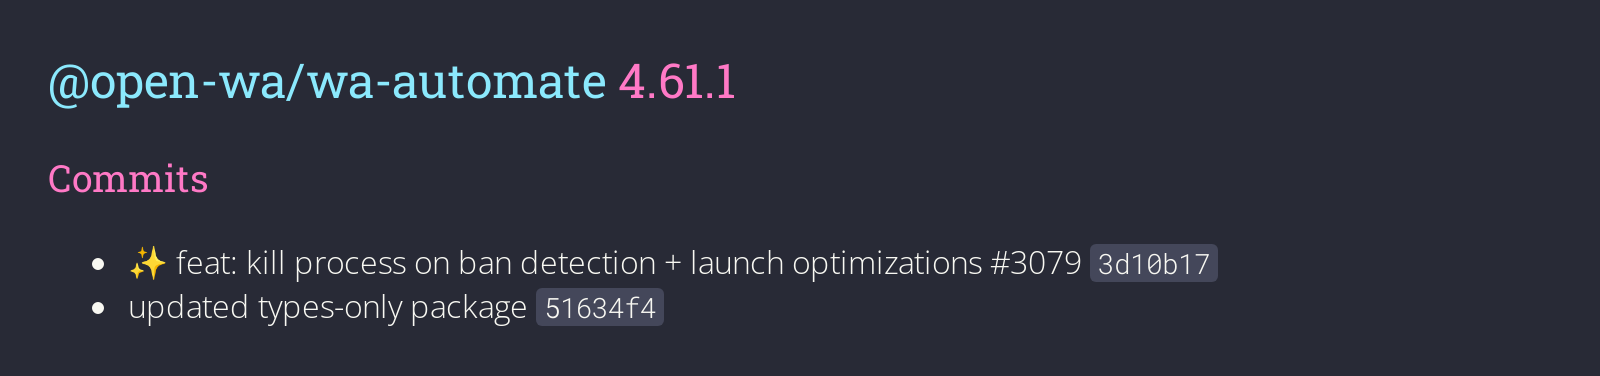 @open-wa/wa-automate 4.61.1
Commits
✨ feat: kill process on ban detection + launch optimizations #3079 3d10b17
updated types-only package 51634f4